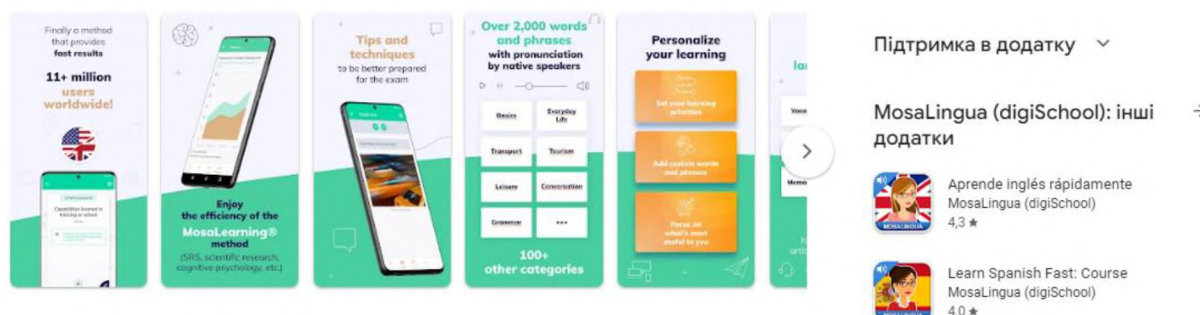 Finally a method
that provides
fast results
11+ million
users
worldwide!
Enjoy
the efficiency of the
MosaLearning®
method
(SRS, scientific research,
cognitive psychology, etc.)
Tips and
techniques
to be better prepared
for the exam
Over 2,000 words
and phrases
with pronunciation
by native speakers
Basics
Everyday
Life
Transport
Tourism
Leisure
Conversation
Grammar
100+
other categories
Personalize
your learning
Set your learning
priorities
Add custom words
and phrases
Focus on
what's most
useful to you
Підтримка в додатку
MosaLingua (digiSchool): інші
додатки
MOSALINGUA
Aprende inglés rápidamente
MosaLingua (digiSchool)
4,3 ★
Learn Spanish Fast: Course
MosaLingua (digiSchool)
4,0 ★